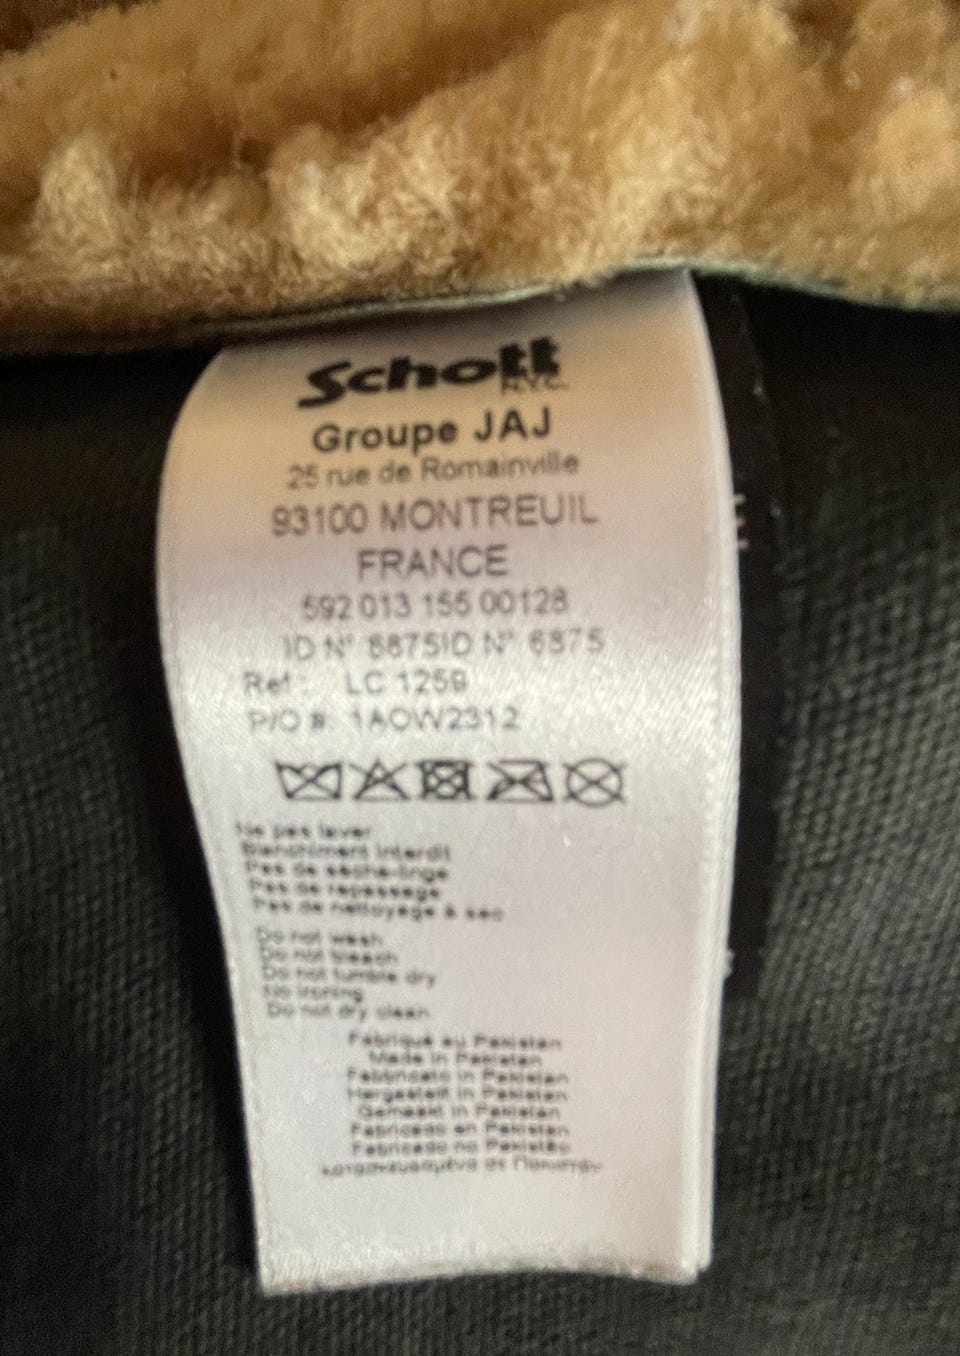 Schott
N.Y.C.
Groupe JAJ
25 rue de Romainville
93100 MONTREUIL
FRANCE
592 013 155 00128
ID N° 6875ID N° 6875
Ref : LC 1259
P/O #: 1AOW2312
Ne pas laver
Blanchiment interdit
Pas de sèche-linge
Pas de repassage
Pas de nettoyage à sec
Do not wash
Do not bleach
Do not tumble dry
No ironing
Do not dry clean
Fabriqué au Pakistan
Made in Pakistan
Fabbricato in Pakistan
Hergestellt in Pakistan
Gemaakt in Pakistan
Fabricado en Pakistan
Fabricado no Pakistão